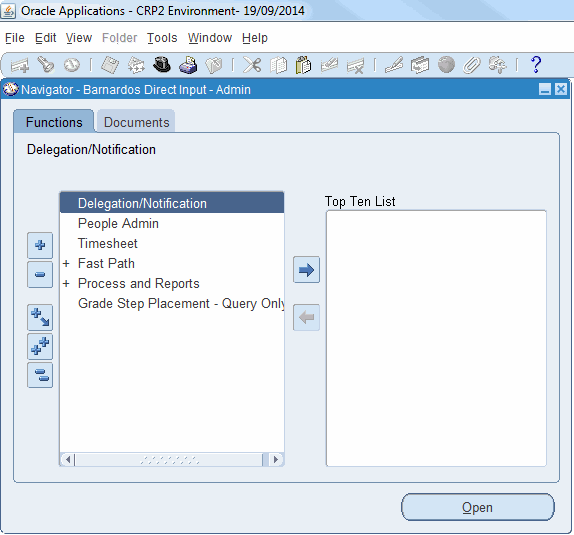 Oracle Applications - CRP2 Environment- 19/09/2014
File Edit View Folder Tools Window Help
?
Navigator - Barnardos Direct Input - Admin
Functions Documents
Delegation/Notification
Top Ten List
Delegation/Notification
People Admin
Timesheet
+ Fast Path
+ Process and Reports
Grade Step Placement - Query Only
Open